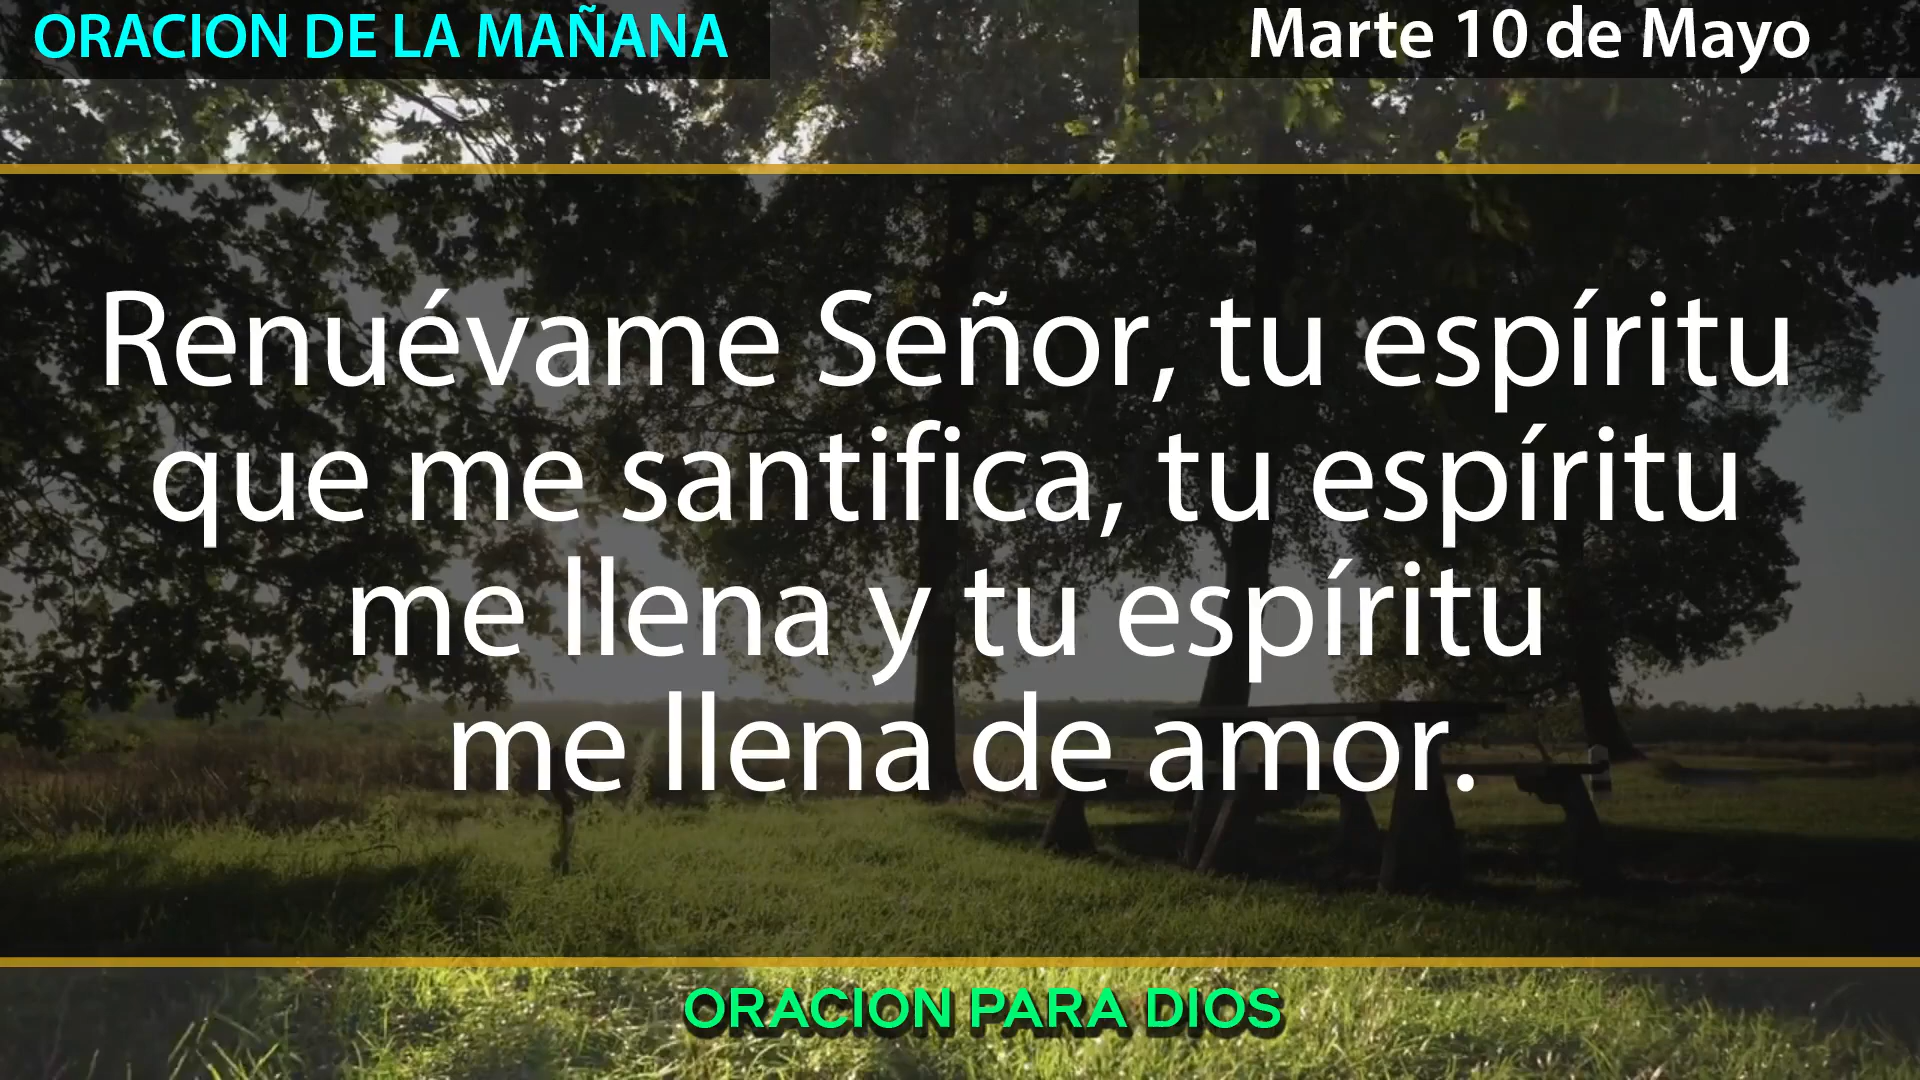 ORACION DE LA MAÑANA
Marte 10 de Mayo
Renuévame Señor, tu espíritu
que me santifica, tu espíritu
me llena y tu espíritu
me llena de amor.
ORACION PARA DIOS